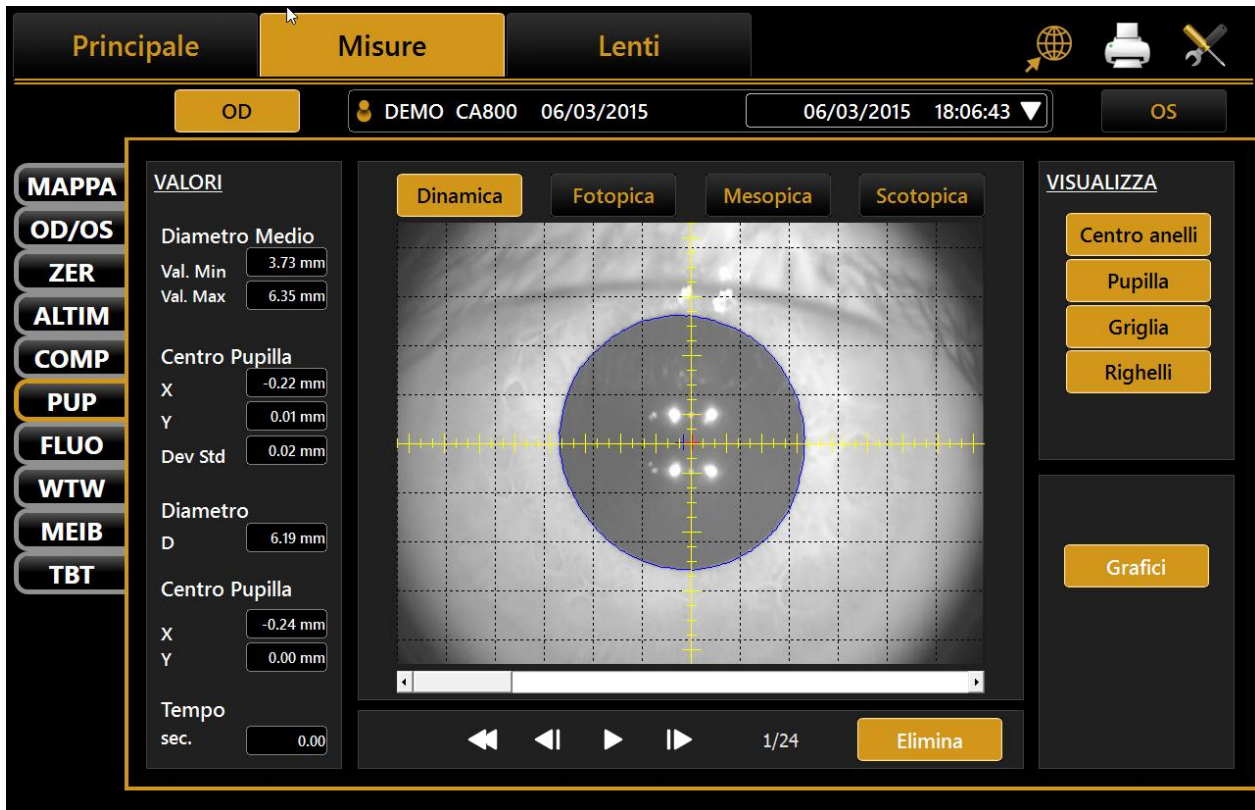 Principale Misure Lenti
OD DEMO CA800 06/03/2015 06/03/2015 18:06:43 OS
MAPPA
OD/OS
ZER
ALTIM
COMP
PUP
FLUO
WTW
MEIB
TBT
VALORI
Diametro Medio
Val. Min 3.73 mm
Val. Max 6.35 mm
Centro Pupilla
X -0.22 mm
Y 0.01 mm
Dev Std 0.02 mm
Diametro
D 6.19 mm
Centro Pupilla
X -0.24 mm
Y 0.00 mm
Tempo
sec. 0.00
Dinamica Fotopica Mesopica Scotopica
1/24 Elimina
VISUALIZZA
Centro anelli
Pupilla
Griglia
Righelli
Grafici